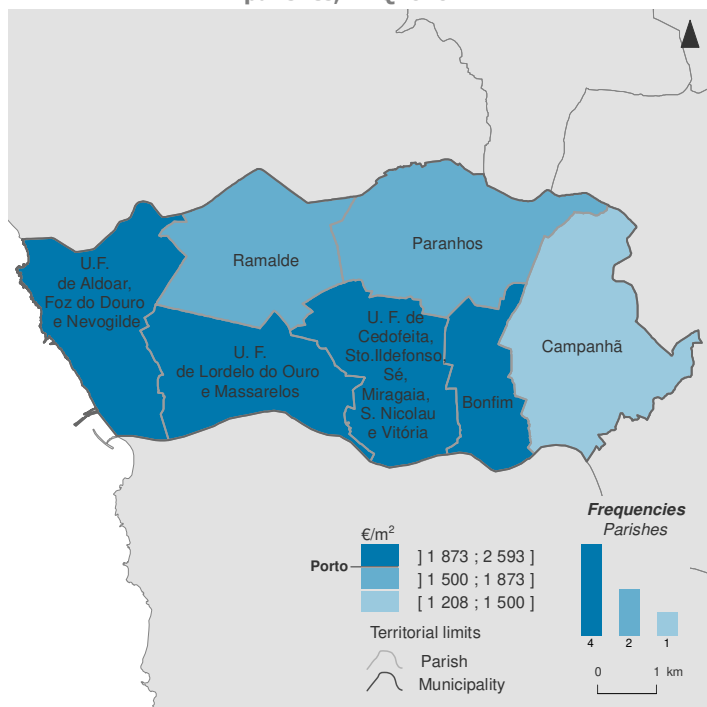 Ramalde
Paranhos
U.F.
de Aldoar,
Foz do Douro
e Nevogilde
U. F. de
Cedofeita,
Sto.Ildefonso,
Sé,
Miragaia,
S. Nicolau
e Vitória
U. F.
de Lordelo do Ouro
e Massarelos
Bonfim
Campanhã
€/m²
Porto
] 1 873 ; 2 593 ]
] 1 500 ; 1 873 ]
[ 1 208 ; 1 500 ]
Territorial limits
Parish
Municipality
Frequencies
Parishes
4 2 1
0 1 km